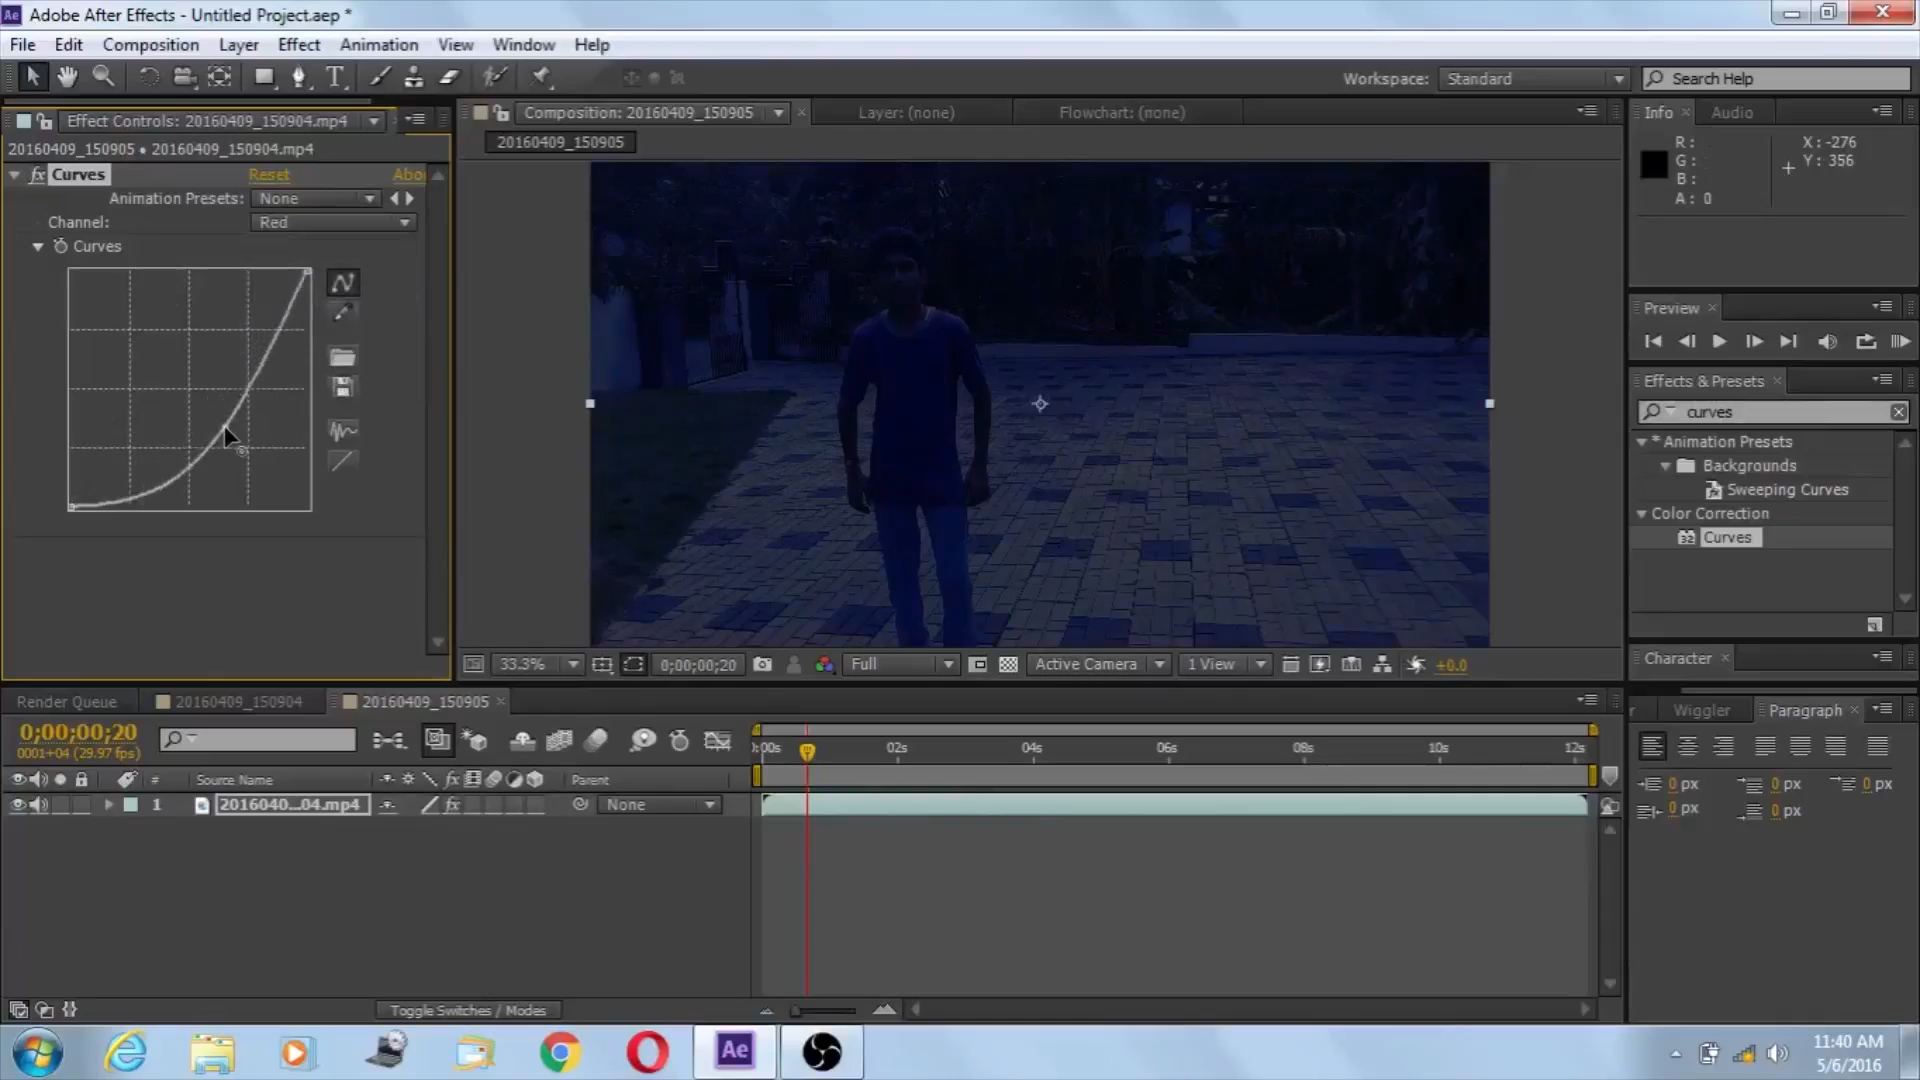 Ae Adobe After Effects - Untitled Project.aep *
File Edit Composition Layer Effect Animation View Window Help
T Workspace: Standard Search Help
Effect Controls: 20160409_150904.mp4
Composition: 20160409_150905 Layer: (none) Flowchart: (none)
Info Audio
20160409_150905 • 20160409_150904.mp4
20160409_150905
R:
G:
B:
A: 0
X: -276
Y: 356
fx Curves Reset Abo
Animation Presets: None
Channel: Red
Curves
Preview
Effects & Presets
curves
* Animation Presets
Backgrounds
Sweeping Curves
Color Correction
32 Curves
33.3% 0;00;00;20 Full Active Camera 1 View +0.0
Character
Render Queue 20160409_150904 20160409_150905
r Wiggler Paragraph
0;00;00;20
0001+04 (29.97 fps)
):00s 02s 04s 06s 08s 10s 12s
# Source Name fx Parent
1 2016040...04.mp4 fx None
0 px 0 px 0 px
0 px 0 px
Toggle Switches / Modes
Ae
11:40 AM
5/6/2016